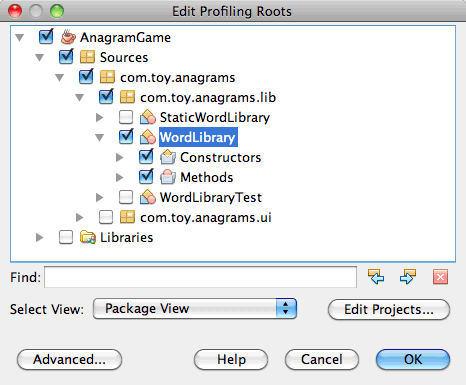 Edit Profiling Roots
AnagramGame
Sources
com.toy.anagrams
com.toy.anagrams.lib
StaticWordLibrary
WordLibrary
Constructors
Methods
WordLibraryTest
com.toy.anagrams.ui
Libraries
Find:
Select View: Package View Edit Projects...
Advanced... Help Cancel OK